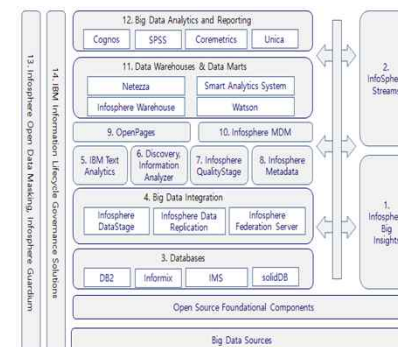 12. Big Data Analytics and Reporting
Cognos
SPSS
Coremetrics
Unica
11. Data Warehouses & Data Marts
Netezza
Smart Analytics System
Infosphere Warehouse
Watson
9. OpenPages
10. Infosphere MDM
5. IBM Text
Analytics
6. Discovery,
Information
Analyzer
7. Infosphere
QualityStage
8. Infosphere
Metadata
4. Big Data Integration
Infosphere
DataStage
Infosphere Data
Replication
Infosphere
Federation Server
3. Databases
DB2
Informix
IMS
solidDB
Open Source Foundational Components
Big Data Sources
13. Infosphere Open Data Masking, Infosphere Guardium
14. IBM Information Lifecycle Governance Solutions
2.
InfoSphere
Streams
1.
Infosphere
Big
Insights